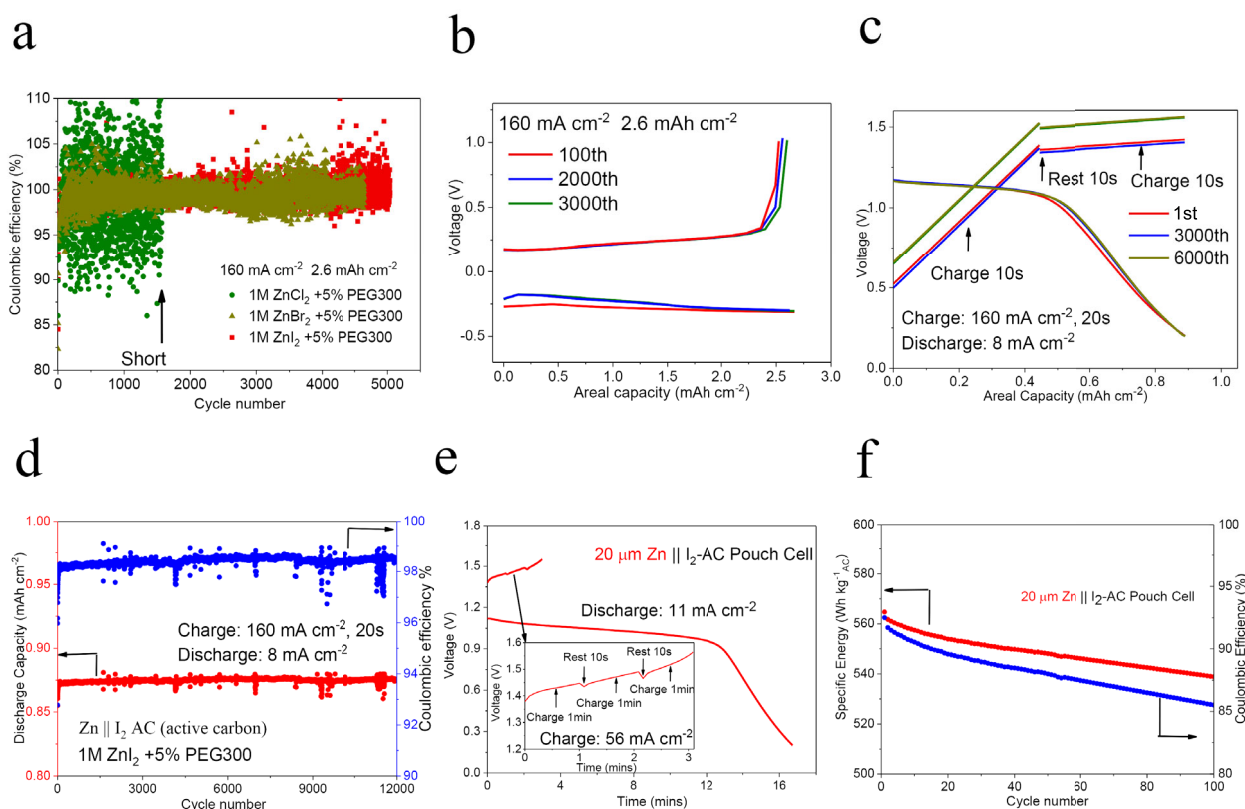 a
110
105
100
95
90
85
80
Coulombic efficiency (%)
160 mA cm⁻² 2.6 mAh cm⁻²
1M ZnCl₂ +5% PEG300
1M ZnBr₂ +5% PEG300
1M ZnI₂ +5% PEG300
Short
0 1000 2000 3000 4000 5000
Cycle number
b
160 mA cm⁻² 2.6 mAh cm⁻²
100th
2000th
3000th
1.0
0.5
0.0
-0.5
Voltage (V)
0.0 0.5 1.0 1.5 2.0 2.5 3.0
Areal capacity (mAh cm⁻²)
c
1.5
1.0
0.5
0.0
Voltage (V)
Rest 10s
Charge 10s
Charge 10s
1st
3000th
6000th
Charge: 160 mA cm⁻², 20s
Discharge: 8 mA cm⁻²
0.0 0.2 0.4 0.6 0.8 1.0
Areal Capacity (mAh cm⁻²)
d
1.00
0.95
0.90
0.85
0.80
Discharge Capacity (mAh cm⁻²)
Charge: 160 mA cm⁻², 20s
Discharge: 8 mA cm⁻²
Zn || I₂ AC (active carbon)
1M ZnI₂ +5% PEG300
100
98
96
94
92
90
Coulombic efficiency %
0 3000 6000 9000 12000
Cycle number
e
1.8
1.5
1.2
0.9
0.6
0.3
0.0
Voltage (V)
20 μm Zn || I₂-AC Pouch Cell
Discharge: 11 mA cm⁻²
1.6
1.5
1.4
1.3
1.2
Voltage (V)
Rest 10s
Rest 10s
Charge 1min
Charge 1min
Charge 1min
Charge: 56 mA cm⁻²
0 1 2 3
Time (mins)
0 4 8 12 16
Time (mins)
f
600
580
560
540
520
500
Specific Energy (Wh kg⁻¹AC)
20 μm Zn || I₂-AC Pouch Cell
100
95
90
85
80
Coulombic Efficiency (%)
0 20 40 60 80 100
Cycle number